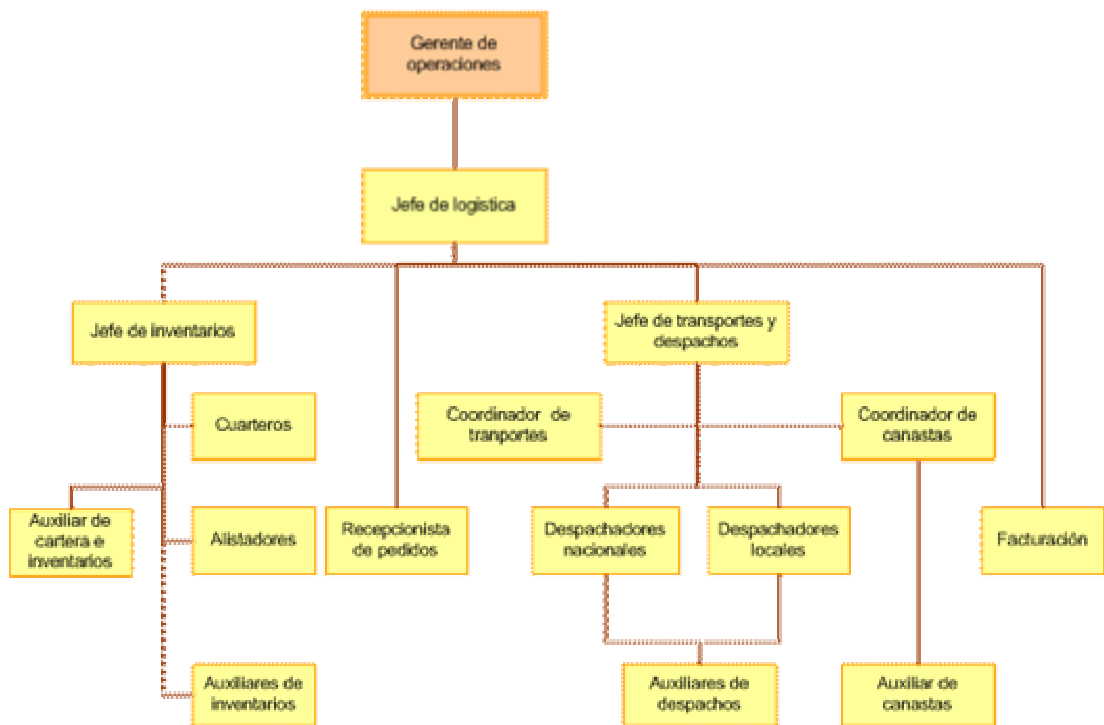 Gerente de
operaciones
Jefe de logistica
Jefe de inventarios
Jefe de transportes y
despachos
Cuarteros
Coordinador de
tranportes
Coordinador de
canastas
Auxiliar de
cartera e
inventarios
Alistadores
Recepcionista
de pedidos
Despachadores
nacionales
Despachadores
locales
Facturación
Auxiliares de
inventarios
Auxiliares de
despachos
Auxiliar de
canastas